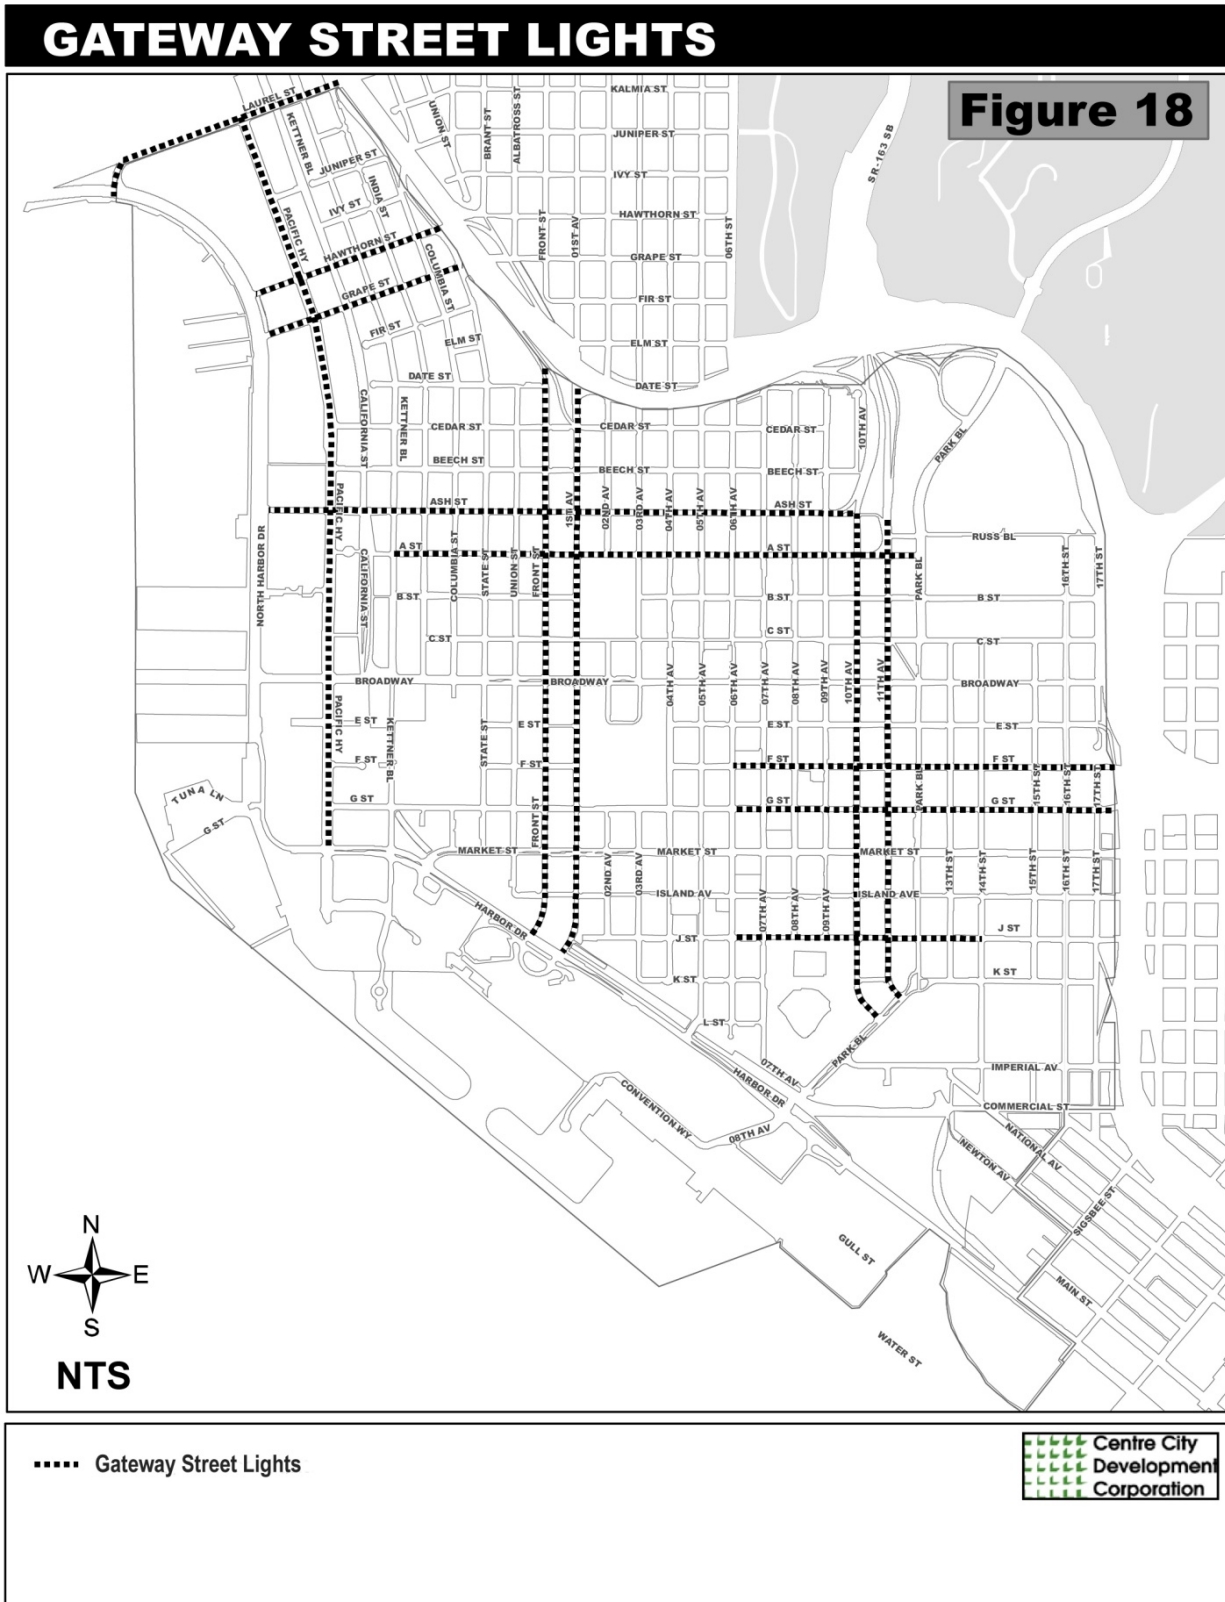 GATEWAY STREET LIGHTS
Figure 18
LAUREL ST
KETTNER BL
JUNIPER ST
IVY ST
INDIA ST
PACIFIC HY
HAWTHORN ST
GRAPE ST
COLUMBIA ST
FIR ST
ELM ST
UNION ST
BRANT ST
ALBATROSS ST
KALMIA ST
JUNIPER ST
IVY ST
HAWTHORN ST
GRAPE ST
FIR ST
ELM ST
DATE ST
FRONT ST
01ST AV
06TH ST
SR-163 SB
DATE ST
CALIFORNIA ST
KETTNER BL
CEDAR ST
CEDAR ST
CEDAR ST
BEECH ST
BEECH ST
BEECH ST
10TH AV
PARK BL
ASH ST
ASH ST
PACIFIC HY
1ST AV
02ND AV
03RD AV
04TH AV
05TH AV
06TH AV
NORTH HARBOR DR
A ST
A ST
CALIFORNIA ST
COLUMBIA ST
STATE ST
UNION ST
FRONT ST
RUSS BL
PARK BL
16TH ST
17TH ST
B ST
B ST
B ST
C ST
C ST
C ST
BROADWAY
BROADWAY
BROADWAY
04TH AV
05TH AV
06TH AV
07TH AV
08TH AV
09TH AV
10TH AV
11TH AV
PACIFIC HY
E ST
KETTNER BL
STATE ST
E ST
E ST
E ST
F ST
F ST
F ST
F ST
TUNA LN
G ST
G ST
FRONT ST
G ST
PARK BL
G ST
15TH ST
16TH ST
17TH ST
MARKET ST
MARKET ST
MARKET ST
02ND AV
03RD AV
ISLAND AV
ISLAND AVE
13TH ST
14TH ST
15TH ST
16TH ST
17TH ST
07TH AV
08TH AV
09TH AV
HARBOR DR
J ST
J ST
K ST
K ST
L ST
PARK BL
07TH AV
HARBOR DR
IMPERIAL AV
CONVENTION WY
08TH AV
COMMERCIAL ST
NATIONAL AV
NEWTON AV
SIGSBEE ST
GULL ST
MAIN ST
WATER ST
N
W
E
S
NTS
Gateway Street Lights
Centre City
Development
Corporation